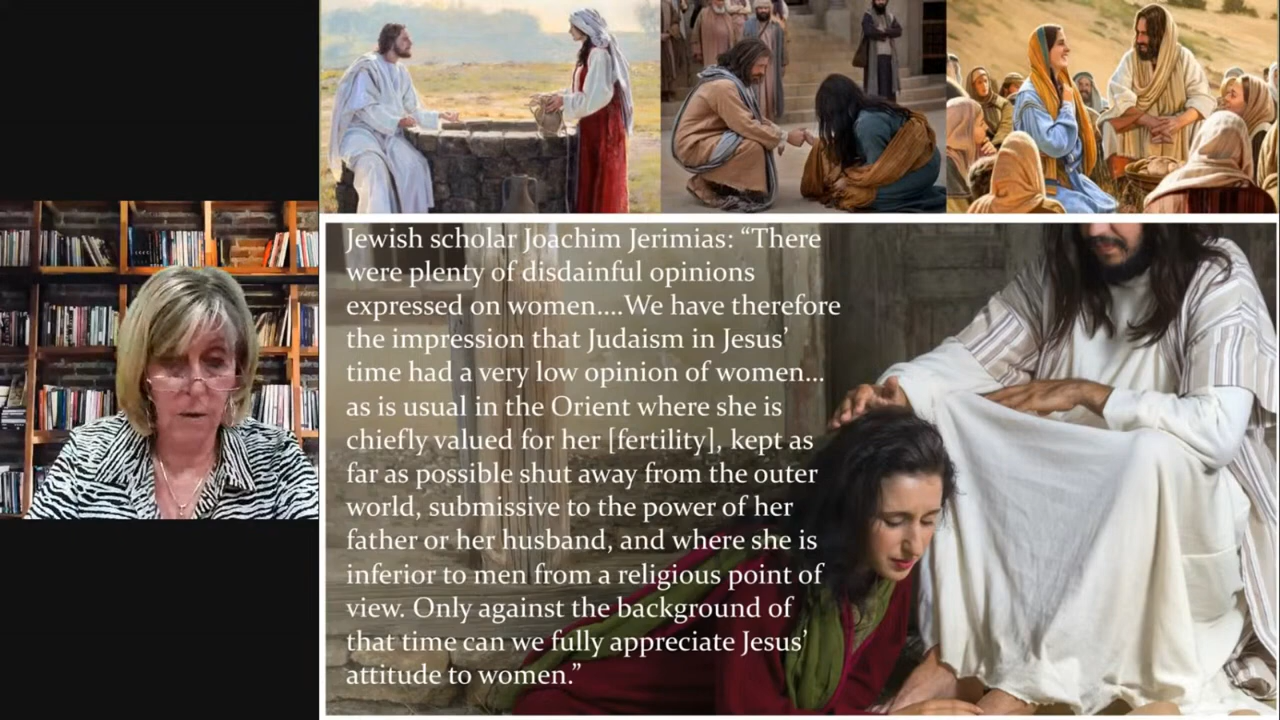 Jewish scholar Joachim Jerimias: “There
were plenty of disdainful opinions
expressed on women....We have therefore
the impression that Judaism in Jesus’
time had a very low opinion of women...
as is usual in the Orient where she is
chiefly valued for her [fertility], kept as
far as possible shut away from the outer
world, submissive to the power of her
father or her husband, and where she is
inferior to men from a religious point of
view. Only against the background of
that time can we fully appreciate Jesus’
attitude to women.”